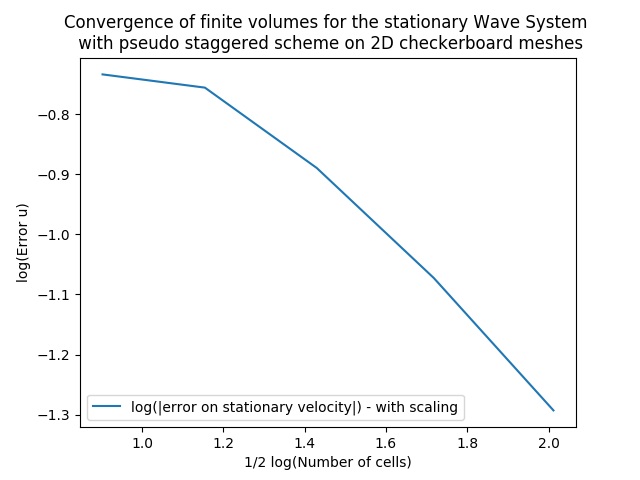 Convergence of finite volumes for the stationary Wave System
with pseudo staggered scheme on 2D checkerboard meshes
−0.8
−0.9
−1.0
−1.1
−1.2
−1.3
log(Error u)
log(|error on stationary velocity|) - with scaling
1.0 1.2 1.4 1.6 1.8 2.0
1/2 log(Number of cells)